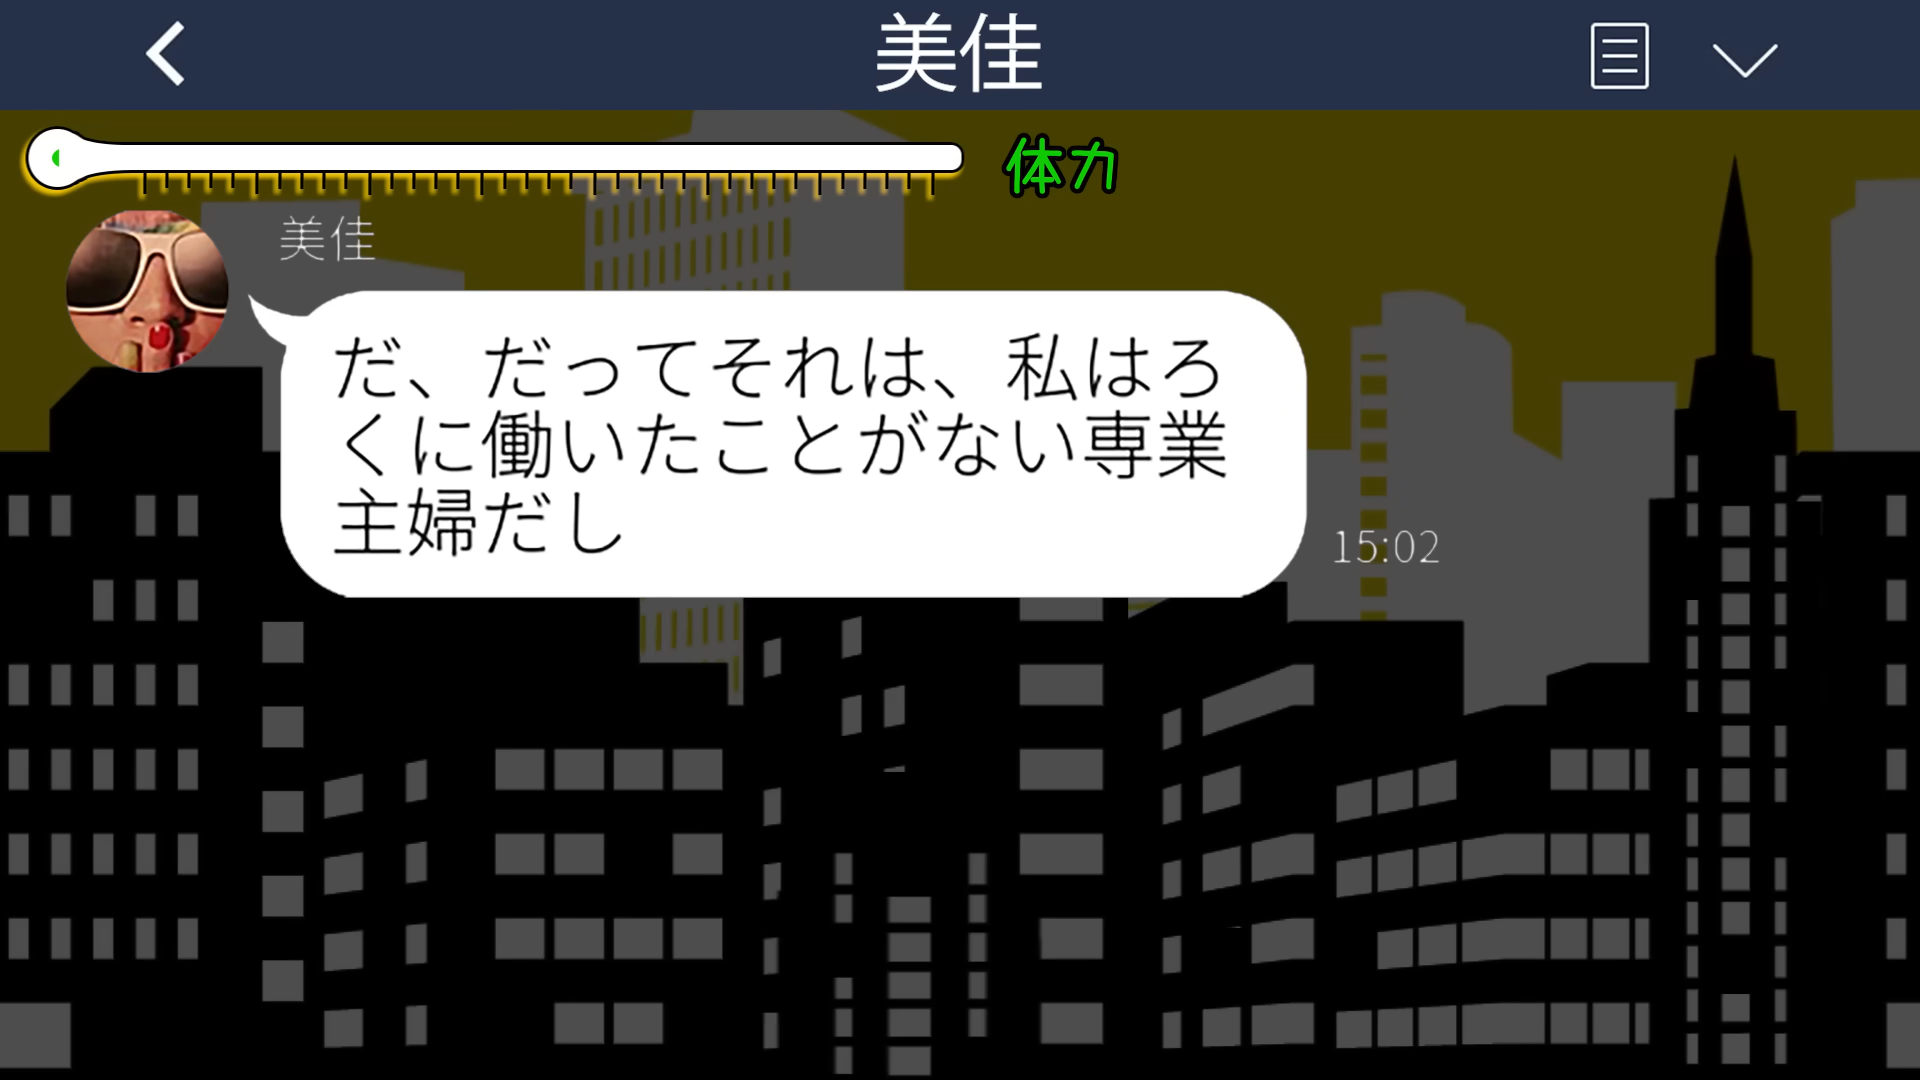 美佳
体力
美佳
だ、だってそれは、私はろ
くに働いたことがない専業
主婦だし
15:02